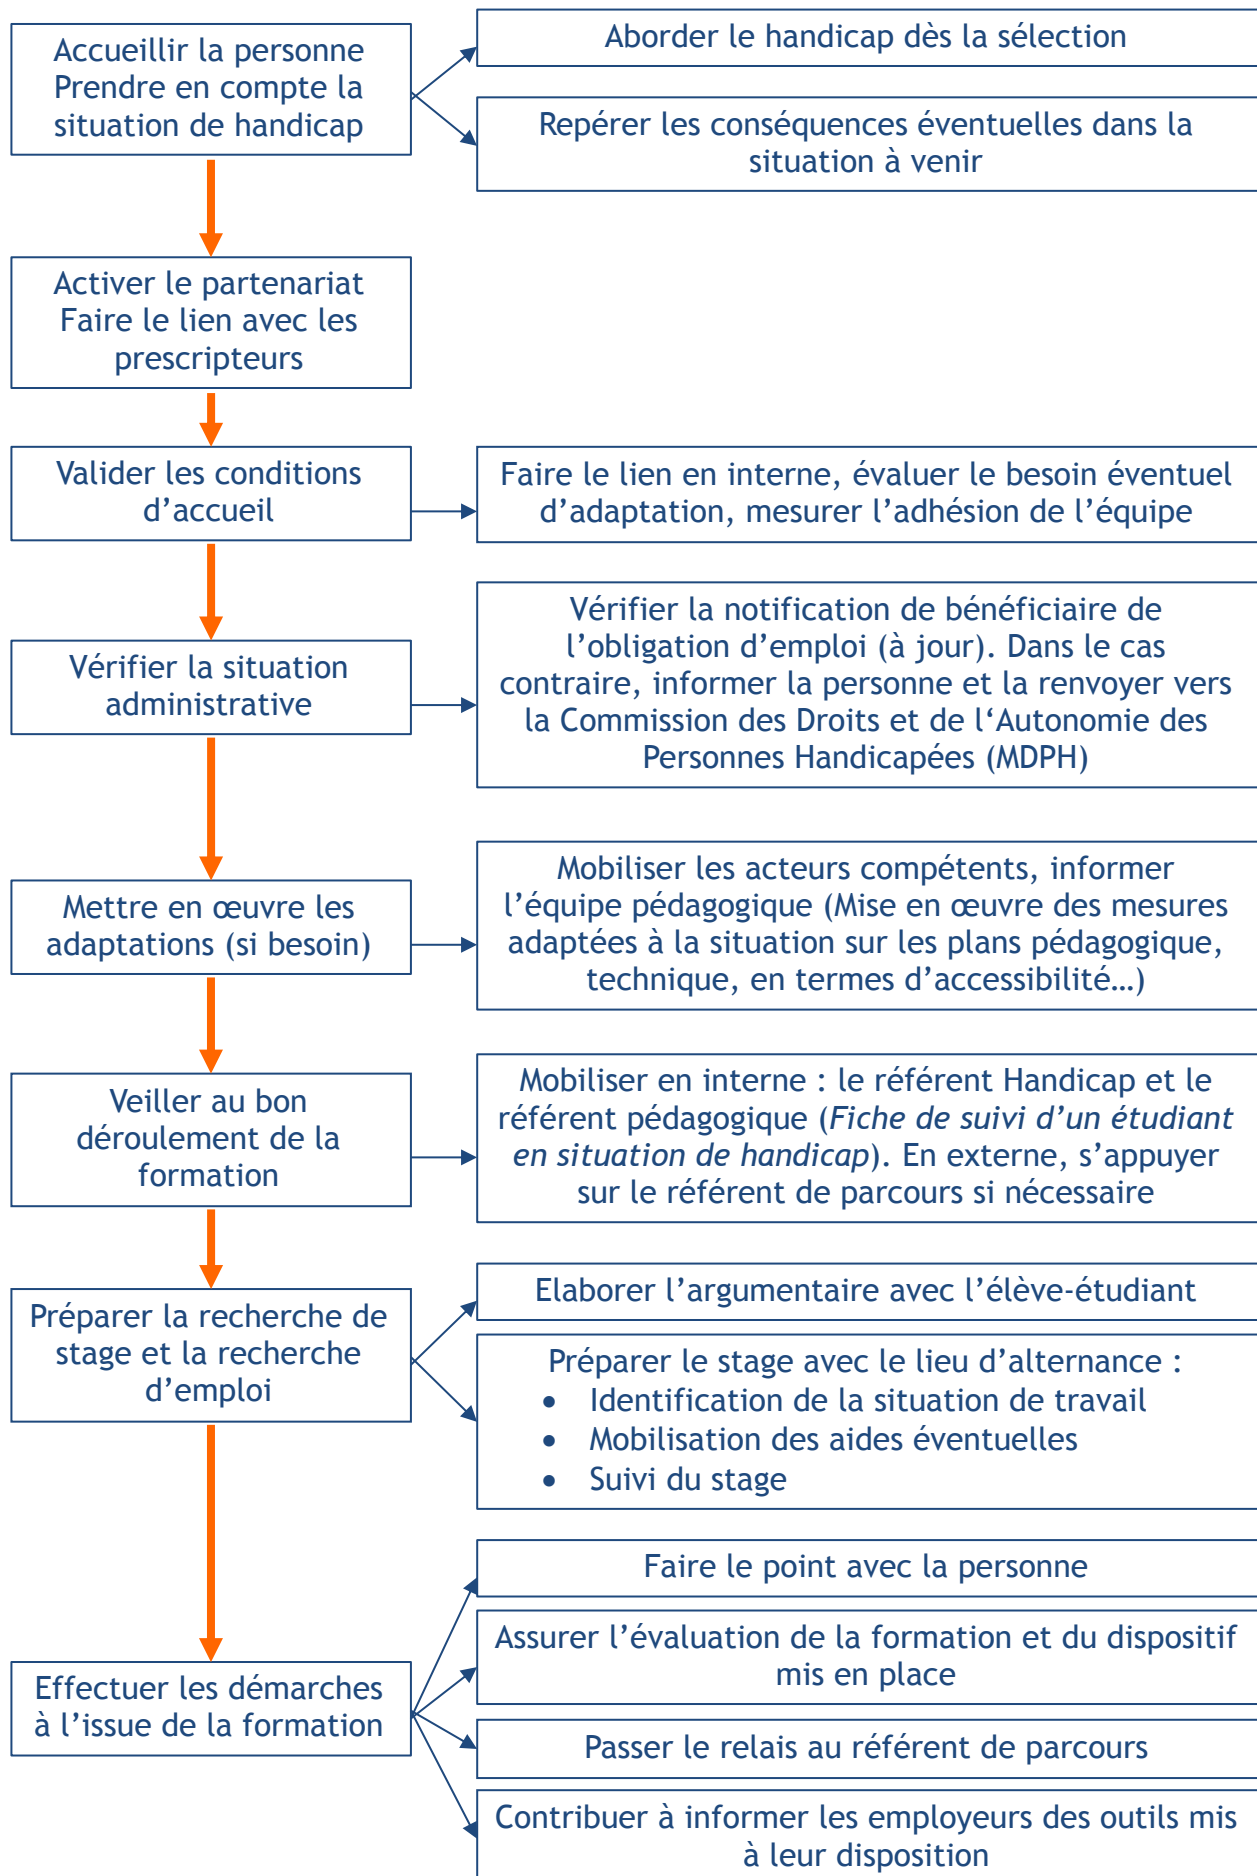 Accueillir la personne
Prendre en compte la
situation de handicap
Aborder le handicap dès la sélection
Repérer les conséquences éventuelles dans la
situation à venir
Activer le partenariat
Faire le lien avec les
prescripteurs
Valider les conditions
d’accueil
Faire le lien en interne, évaluer le besoin éventuel
d’adaptation, mesurer l’adhésion de l’équipe
Vérifier la situation
administrative
Vérifier la notification de bénéficiaire de
l’obligation d’emploi (à jour). Dans le cas
contraire, informer la personne et la renvoyer vers
la Commission des Droits et de l‘Autonomie des
Personnes Handicapées (MDPH)
Mettre en œuvre les
adaptations (si besoin)
Mobiliser les acteurs compétents, informer
l’équipe pédagogique (Mise en œuvre des mesures
adaptées à la situation sur les plans pédagogique,
technique, en termes d’accessibilité…)
Veiller au bon
déroulement de la
formation
Mobiliser en interne : le référent Handicap et le
référent pédagogique (Fiche de suivi d’un étudiant
en situation de handicap). En externe, s’appuyer
sur le référent de parcours si nécessaire
Préparer la recherche de
stage et la recherche
d’emploi
Elaborer l’argumentaire avec l’élève-étudiant
Préparer le stage avec le lieu d’alternance :
• Identification de la situation de travail
• Mobilisation des aides éventuelles
• Suivi du stage
Effectuer les démarches
à l’issue de la formation
Faire le point avec la personne
Assurer l’évaluation de la formation et du dispositif
mis en place
Passer le relais au référent de parcours
Contribuer à informer les employeurs des outils mis
à leur disposition